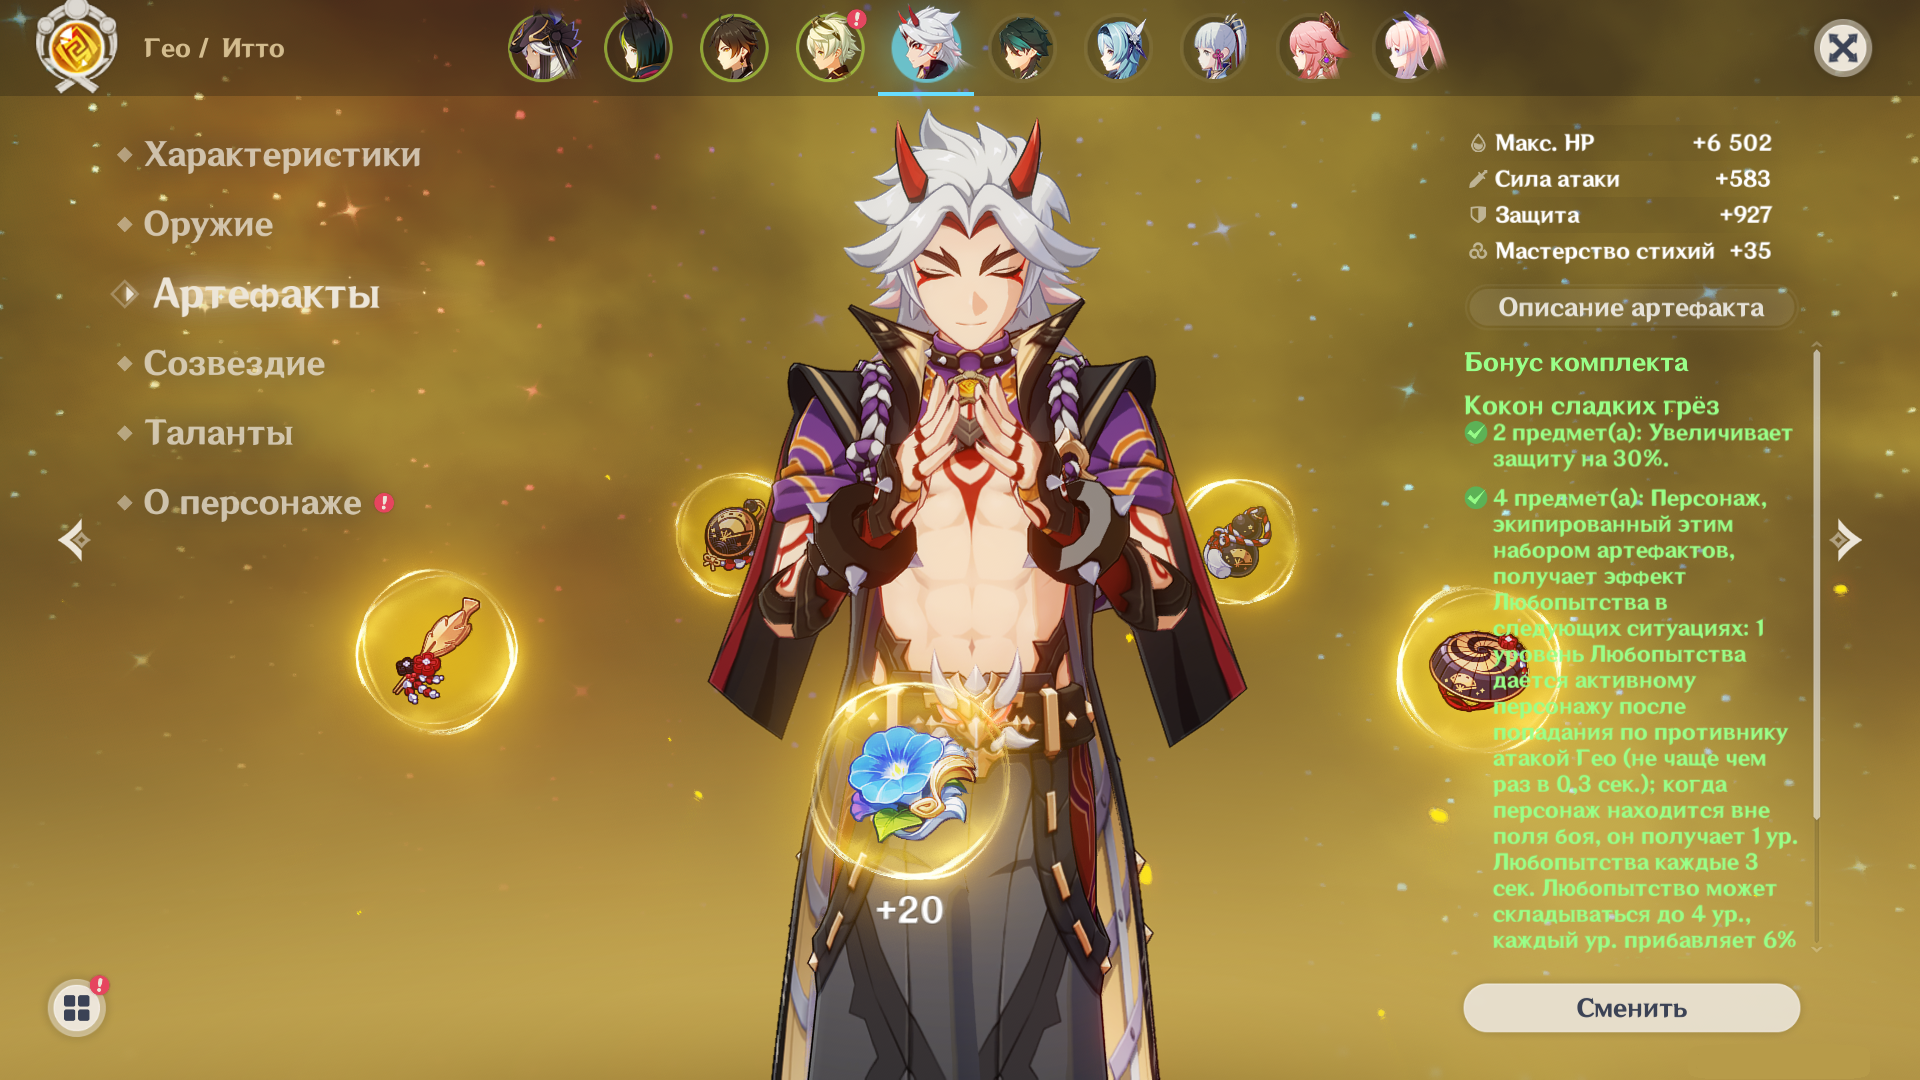 Гео / Итто
Характеристики
Оружие
Артефакты
Созвездие
Таланты
О персонаже
+20
Макс. HP +6 502
Сила атаки +583
Защита +927
Мастерство стихий +35
Описание артефакта
Бонус комплекта
Кокон сладких грёз
2 предмет(а): Увеличивает
защиту на 30%.
4 предмет(а): Персонаж,
экипированный этим
набором артефактов,
получает эффект
Любопытства в
следующих ситуациях: 1
уровень Любопытства
даётся активному
персонажу после
попадания по противнику
атакой Гео (не чаще чем
раз в 0,3 сек.); когда
персонаж находится вне
поля боя, он получает 1 ур.
Любопытства каждые 3
сек. Любопытство может
складываться до 4 ур.,
каждый ур. прибавляет 6%
Сменить